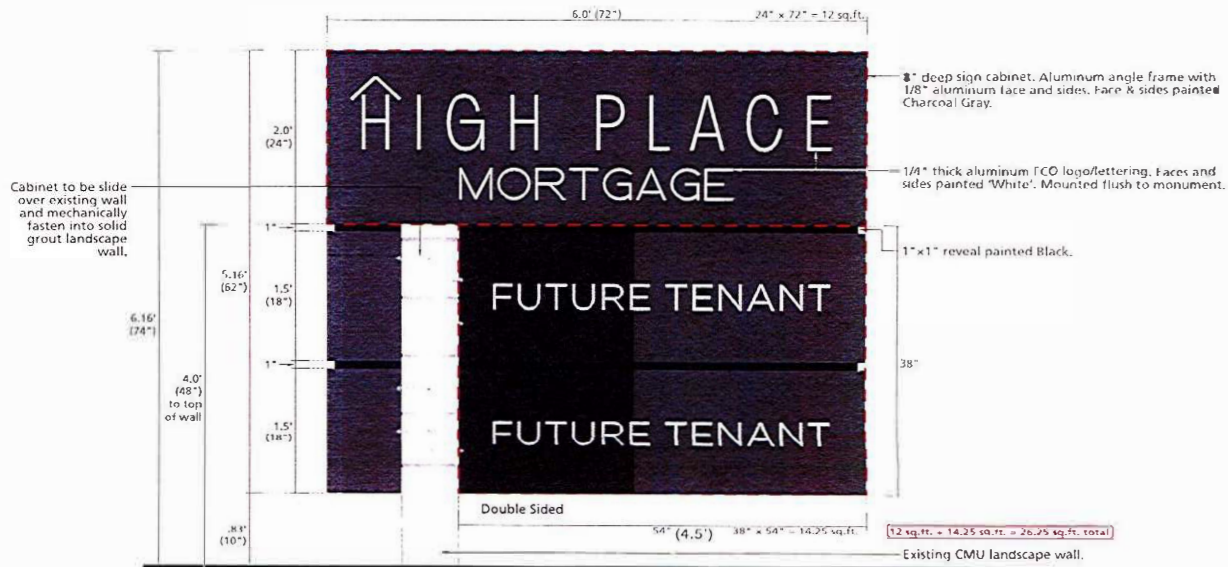 6.0' (72")
24" x 72" = 12 sq.ft.
8" deep sign cabinet. Aluminum angle frame with
1/8" aluminum face and sides. Face & sides painted
Charcoal Gray.
HIGH PLACE
MORTGAGE
2.0'
(24")
1/4" thick aluminum FCO logo/lettering. Faces and
sides painted 'White'. Mounted flush to monument.
Cabinet to be slide
over existing wall
and mechanically
fasten into solid
grout landscape
wall.
1"
1"x1" reveal painted Black.
5.16'
(62")
1.5'
(18")
FUTURE TENANT
6.16'
(74")
1"
38"
4.0'
(48")
to top
of wall
1.5'
(18")
FUTURE TENANT
Double Sided
.83'
(10")
54" (4.5')
38" x 54" = 14.25 sq.ft.
12 sq.ft. + 14.25 sq.ft. = 26.25 sq.ft. total
Existing CMU landscape wall.